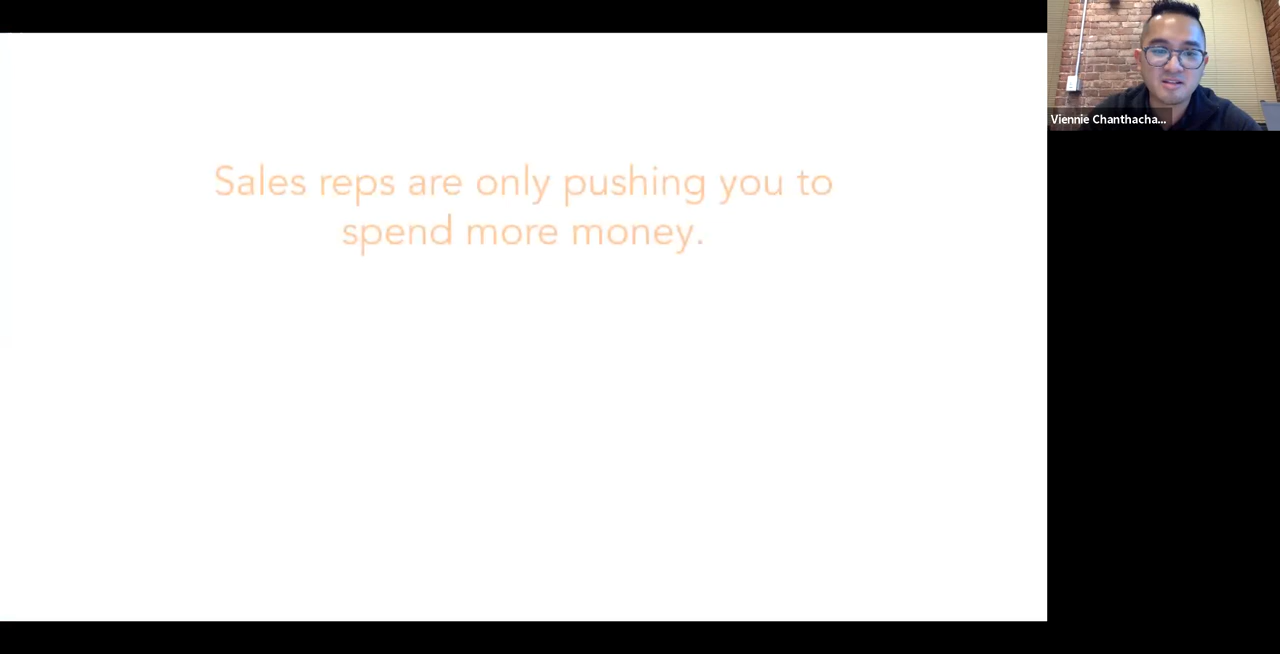 Sales reps are only pushing you to
spend more money.
Viennie Chanthacha...